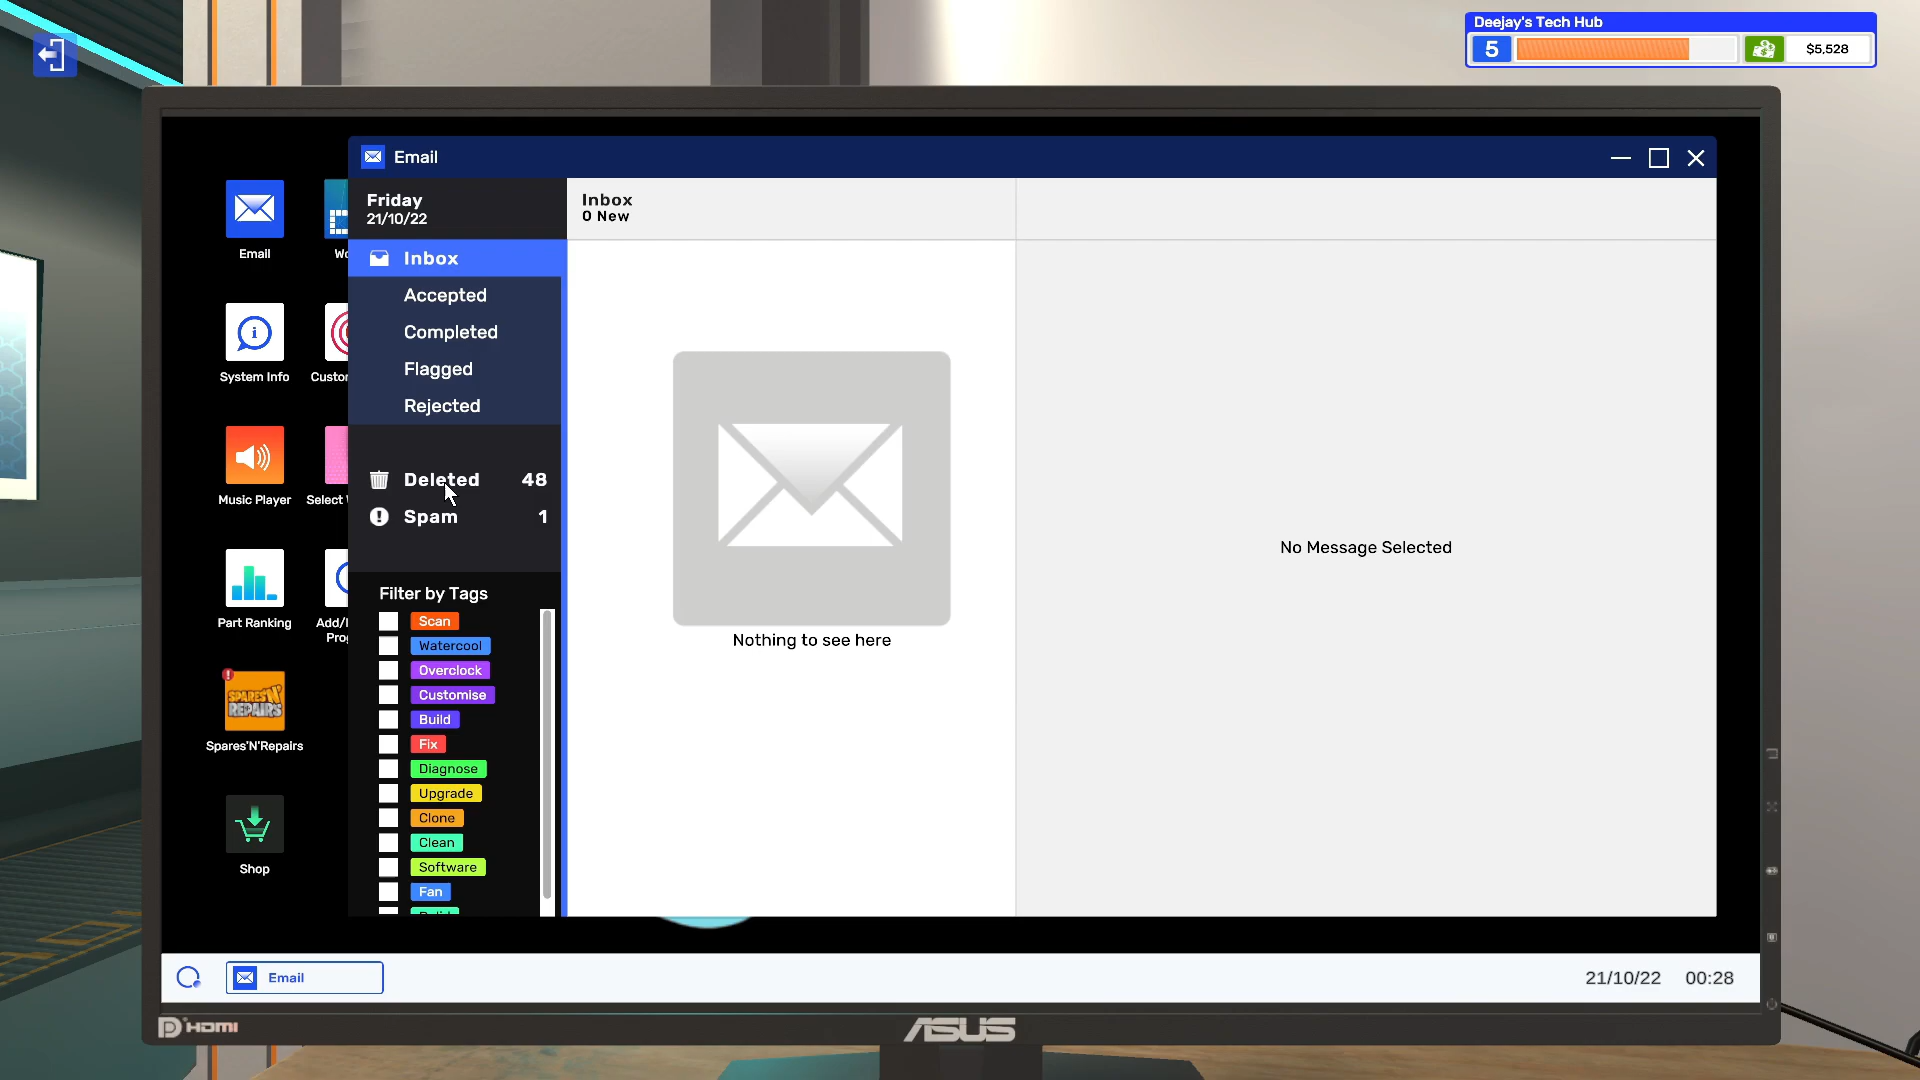 Deejay's Tech Hub
5
$5,528
Email
Friday
21/10/22
Inbox
0 New
Inbox
Accepted
Completed
Flagged
Rejected
Deleted 48
Spam 1
Filter by Tags
Scan
Watercool
Overclock
Customise
Build
Fix
Diagnose
Upgrade
Clone
Clean
Software
Fan
Nothing to see here
No Message Selected
Email
System Info
Music Player
Select
Part Ranking
SPARES'N'
REPAIRS
Spares'N'Repairs
Shop
Email
21/10/22 00:28
HDMI
ASUS